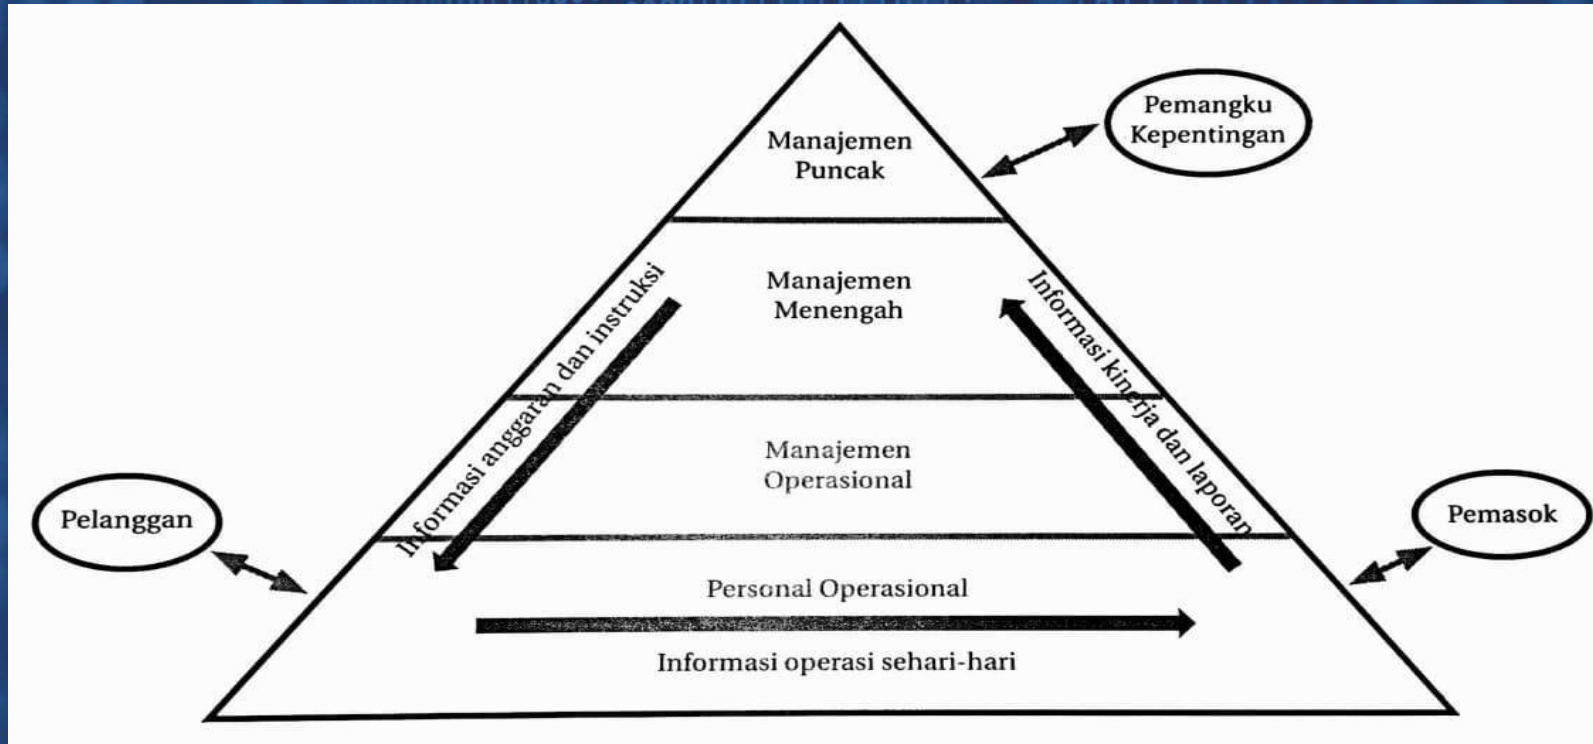 Manajemen
Puncak
Pemangku
Kepentingan
Manajemen
Menengah
Informasi anggaran dan instruksi
Informasi kinerja dan laporan
Manajemen
Operasional
Pelanggan
Pemasok
Personal Operasional
Informasi operasi sehari-hari